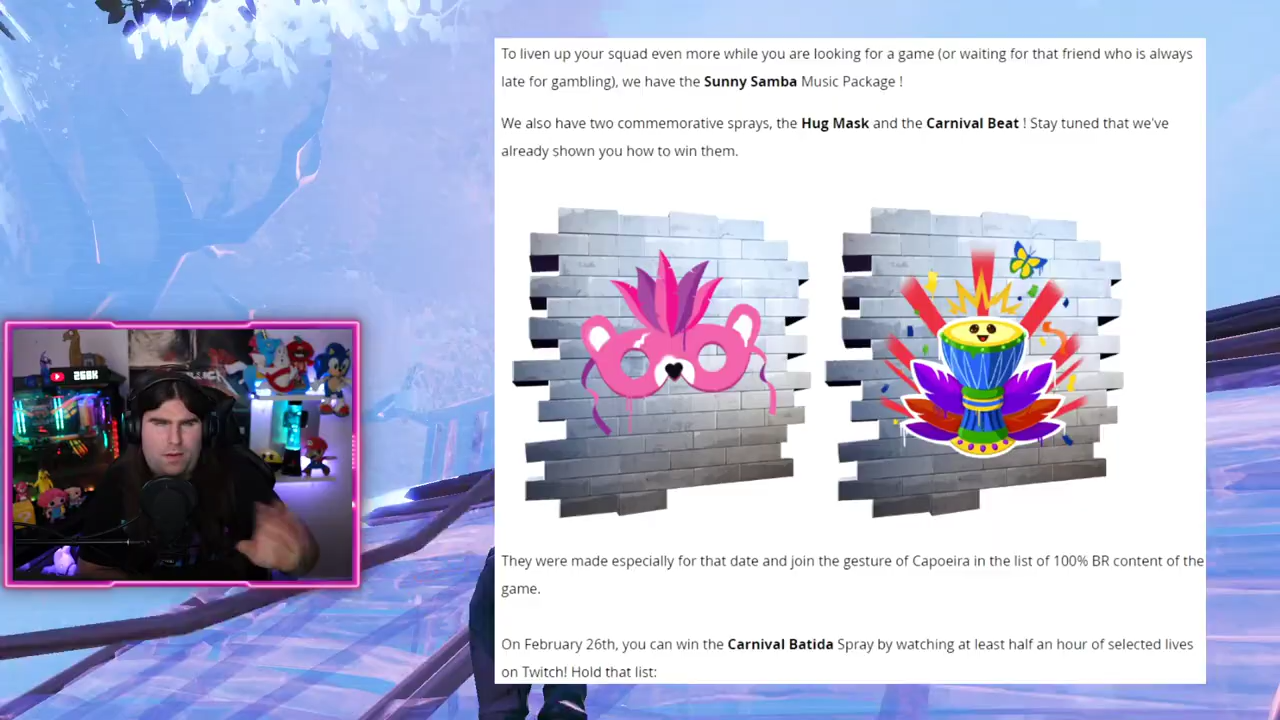 To liven up your squad even more while you are looking for a game (or waiting for that friend who is always
late for gambling), we have the Sunny Samba Music Package !
We also have two commemorative sprays, the Hug Mask and the Carnival Beat ! Stay tuned that we've
already shown you how to win them.
268K
They were made especially for that date and join the gesture of Capoeira in the list of 100% BR content of the
game.
On February 26th, you can win the Carnival Batida Spray by watching at least half an hour of selected lives
on Twitch! Hold that list: